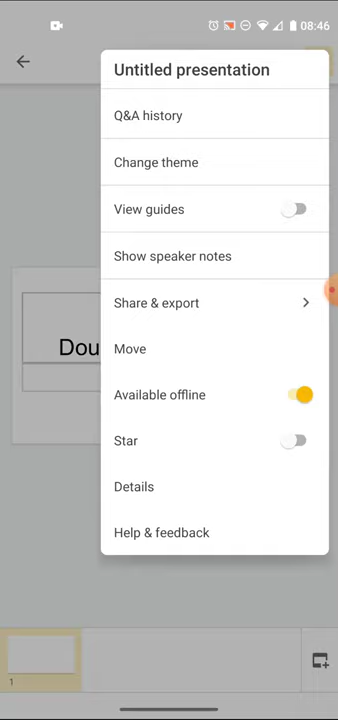 08:46
Untitled presentation
Q&A history
Change theme
View guides
Show speaker notes
Share & export
Dou
Move
Available offline
Star
Details
Help & feedback
1